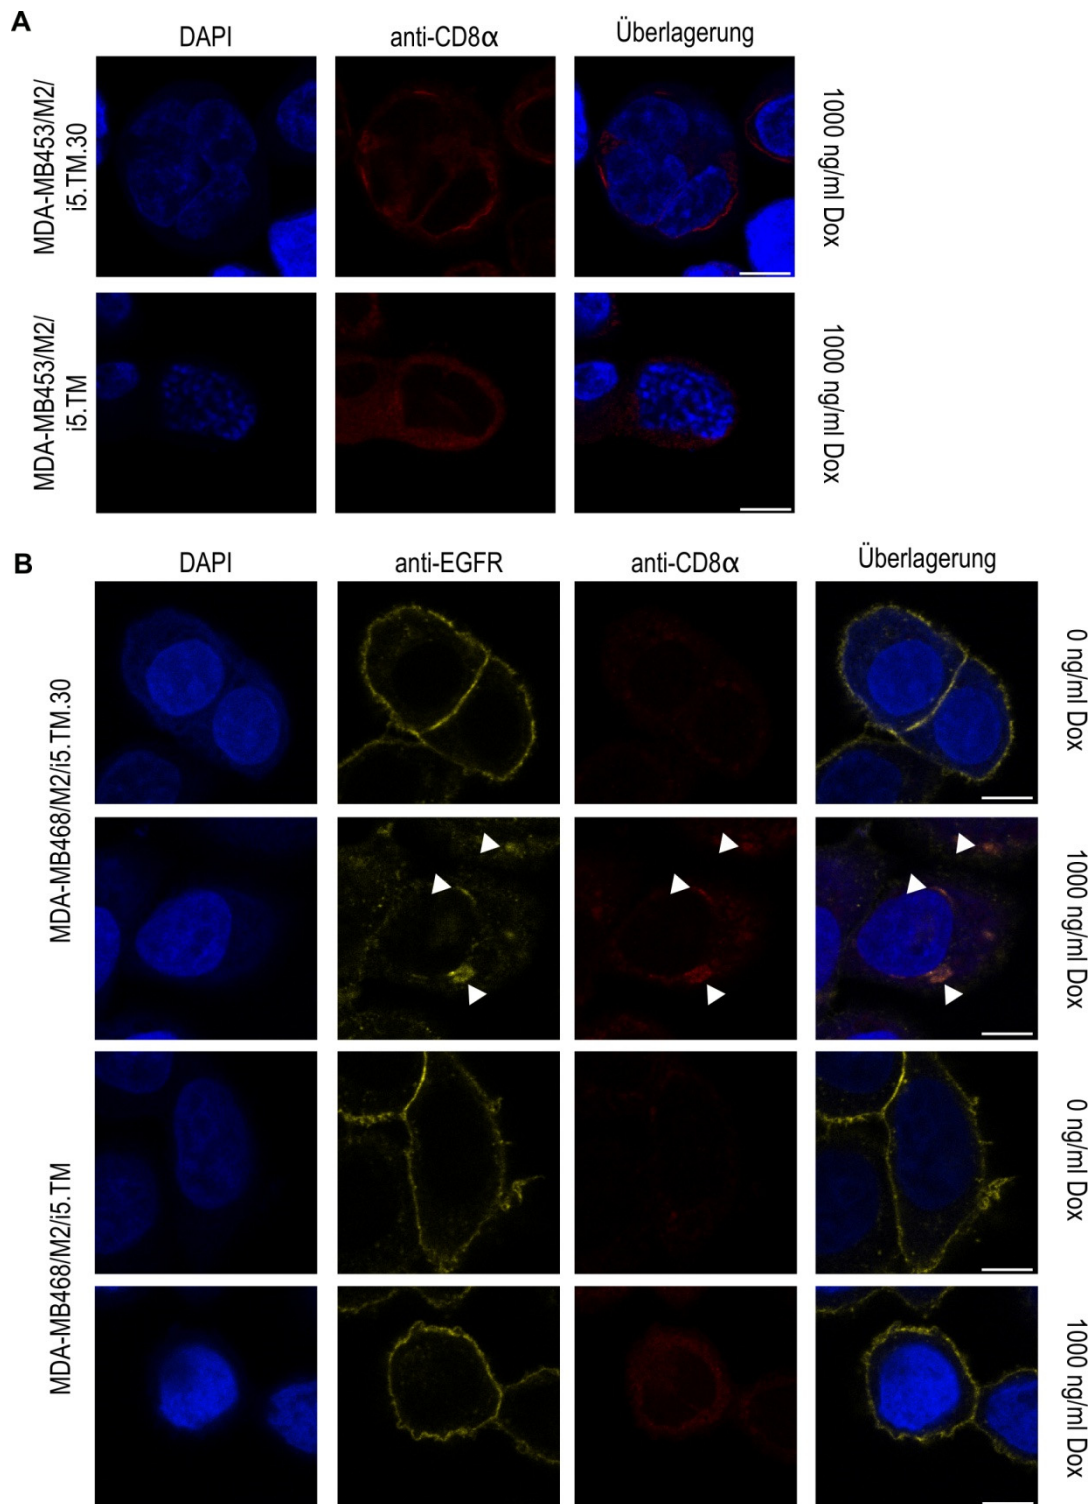 A
DAPI
anti-CD8α
Überlagerung
MDA-MB453/M2/
i5.TM.30
1000 ng/ml Dox
MDA-MB453/M2/
i5.TM
1000 ng/ml Dox
B
DAPI
anti-EGFR
anti-CD8α
Überlagerung
MDA-MB468/M2/i5.TM.30
0 ng/ml Dox
1000 ng/ml Dox
MDA-MB468/M2/i5.TM
0 ng/ml Dox
1000 ng/ml Dox